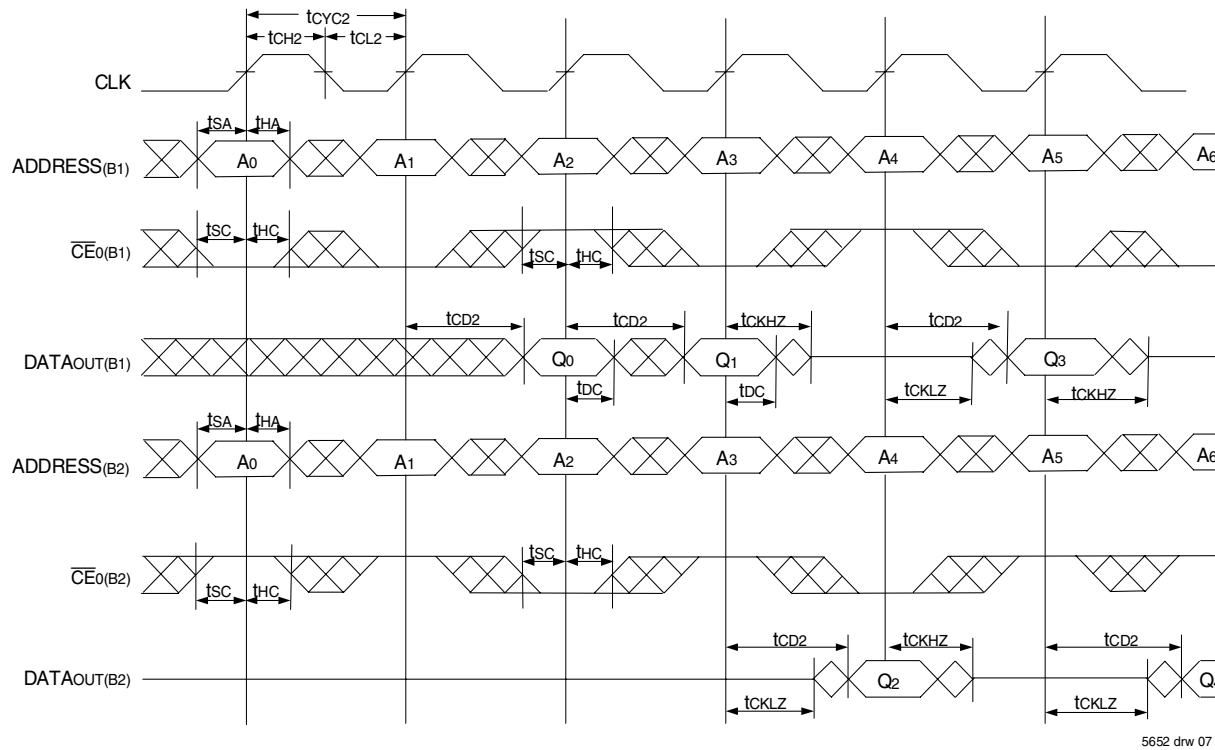 tCYC2
tCH2 tCL2
CLK
tSA tHA
ADDRESS(B1) A0 A1 A2 A3 A4 A5 A6
tSC tHC
CE0(B1)
tSC tHC
tCD2 tCD2 tCKHZ tCD2
DATAOUT(B1) Q0 Q1 Q3
tDC tDC tCKLZ tCKHZ
tSA tHA
ADDRESS(B2) A0 A1 A2 A3 A4 A5 A6
tSC tHC
CE0(B2)
tSC tHC
tCD2 tCKHZ tCD2
DATAOUT(B2) Q2
tCKLZ tCKLZ
5652 drw 07